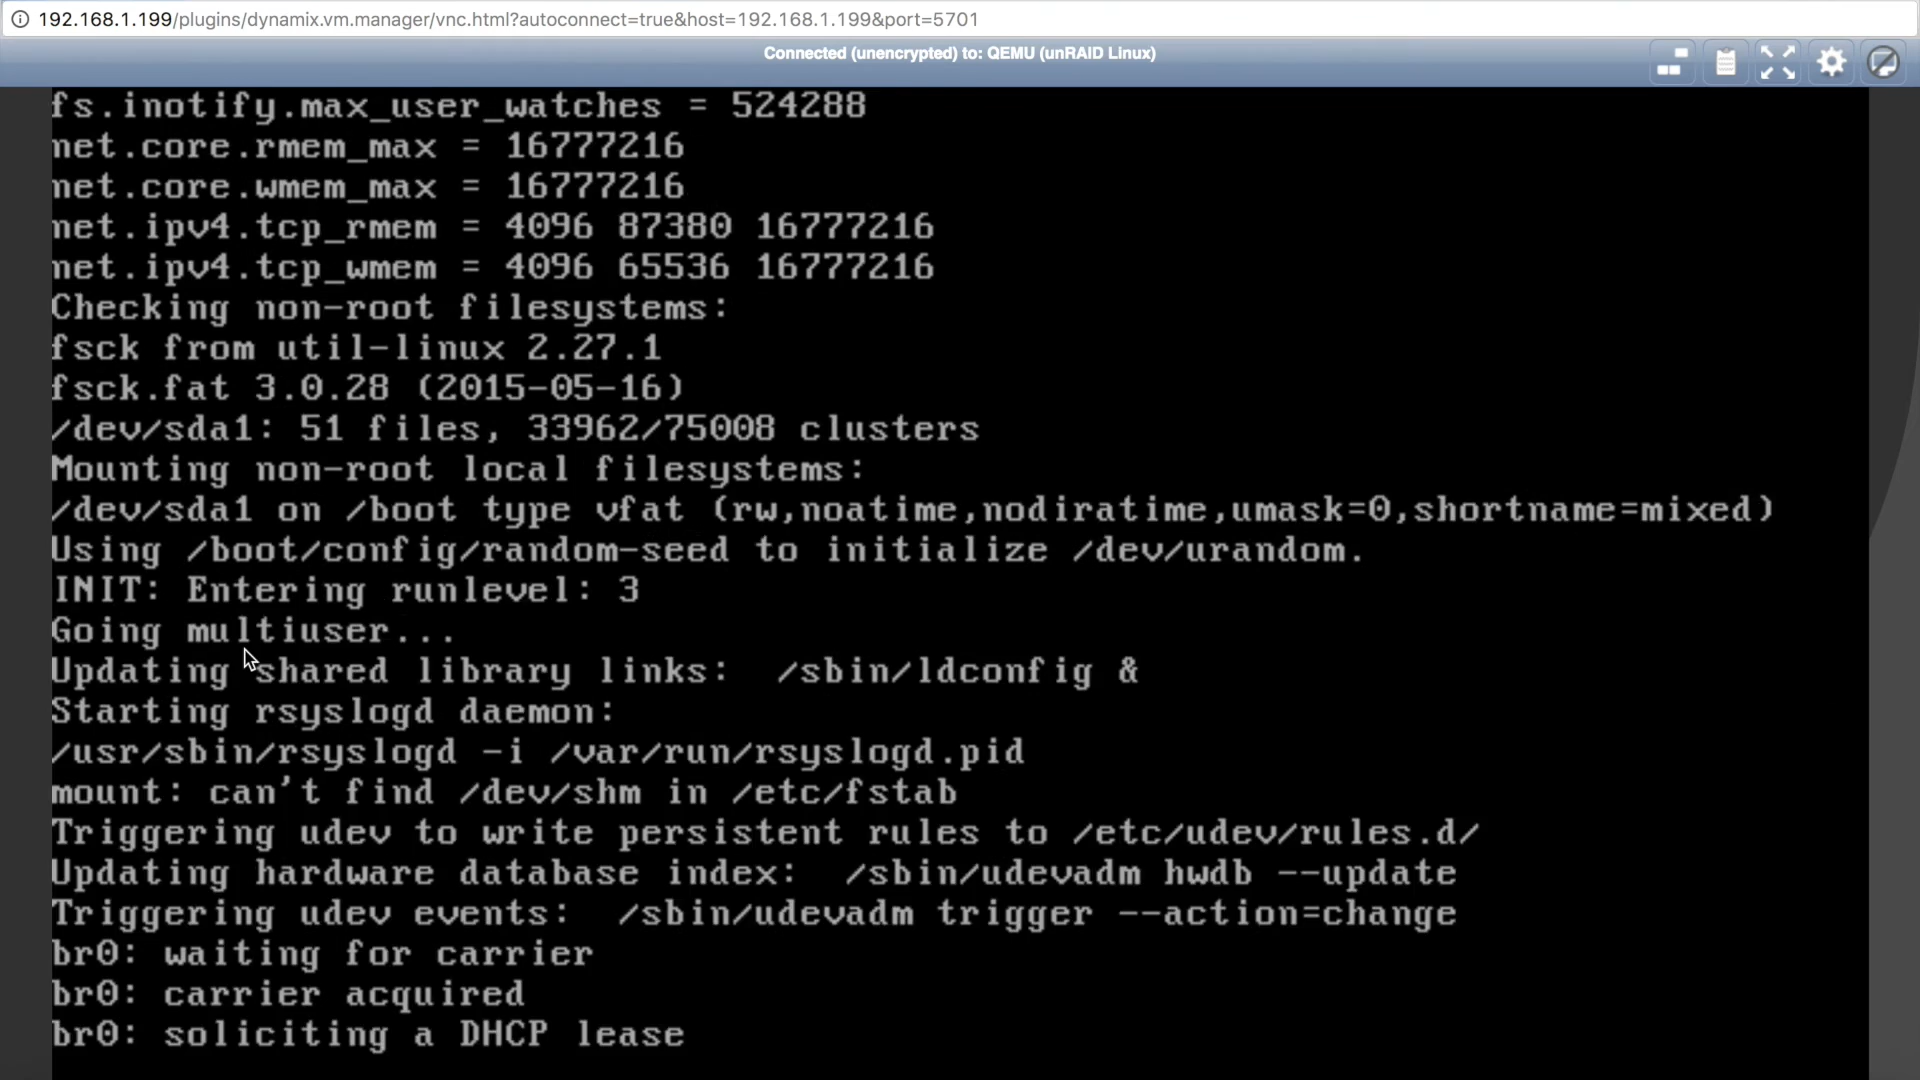 192.168.1.199/plugins/dynamix.vm.manager/vnc.html?autoconnect=true&host=192.168.1.199&port=5701
Connected (unencrypted) to: QEMU (unRAID Linux)
fs.inotify.max_user_watches = 524288
net.core.rmem_max = 16777216
net.core.wmem_max = 16777216
net.ipv4.tcp_rmem = 4096 87380 16777216
net.ipv4.tcp_wmem = 4096 65536 16777216
Checking non-root filesystems:
fsck from util-linux 2.27.1
fsck.fat 3.0.28 (2015-05-16)
/dev/sda1: 51 files, 33962/75008 clusters
Mounting non-root local filesystems:
/dev/sda1 on /boot type vfat (rw,noatime,nodiratime,umask=0,shortname=mixed)
Using /boot/config/random-seed to initialize /dev/urandom.
INIT: Entering runlevel: 3
Going multiuser...
Updating shared library links:  /sbin/ldconfig &
Starting rsyslogd daemon:
/usr/sbin/rsyslogd -i /var/run/rsyslogd.pid
mount: can't find /dev/shm in /etc/fstab
Triggering udev to write persistent rules to /etc/udev/rules.d/
Updating hardware database index:  /sbin/udevadm hwdb --update
Triggering udev events:  /sbin/udevadm trigger --action=change
br0: waiting for carrier
br0: carrier acquired
br0: soliciting a DHCP lease